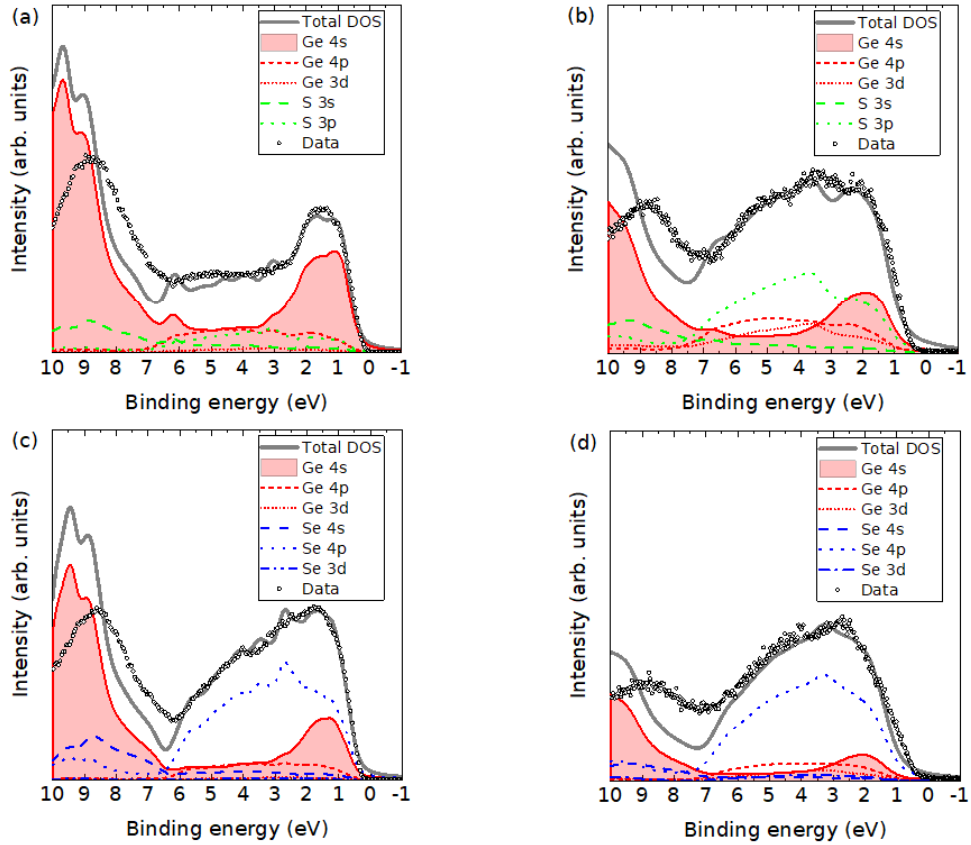 (a)
Total DOS
Ge 4s
Ge 4p
Ge 3d
S 3s
S 3p
Data
Intensity (arb. units)
10 9 8 7 6 5 4 3 2 1 0 -1
Binding energy (eV)
(b)
Total DOS
Ge 4s
Ge 4p
Ge 3d
S 3s
S 3p
Data
Intensity (arb. units)
10 9 8 7 6 5 4 3 2 1 0 -1
Binding energy (eV)
(c)
Total DOS
Ge 4s
Ge 4p
Ge 3d
Se 4s
Se 4p
Se 3d
Data
Intensity (arb. units)
10 9 8 7 6 5 4 3 2 1 0 -1
Binding energy (eV)
(d)
Total DOS
Ge 4s
Ge 4p
Ge 3d
Se 4s
Se 4p
Se 3d
Data
Intensity (arb. units)
10 9 8 7 6 5 4 3 2 1 0 -1
Binding energy (eV)